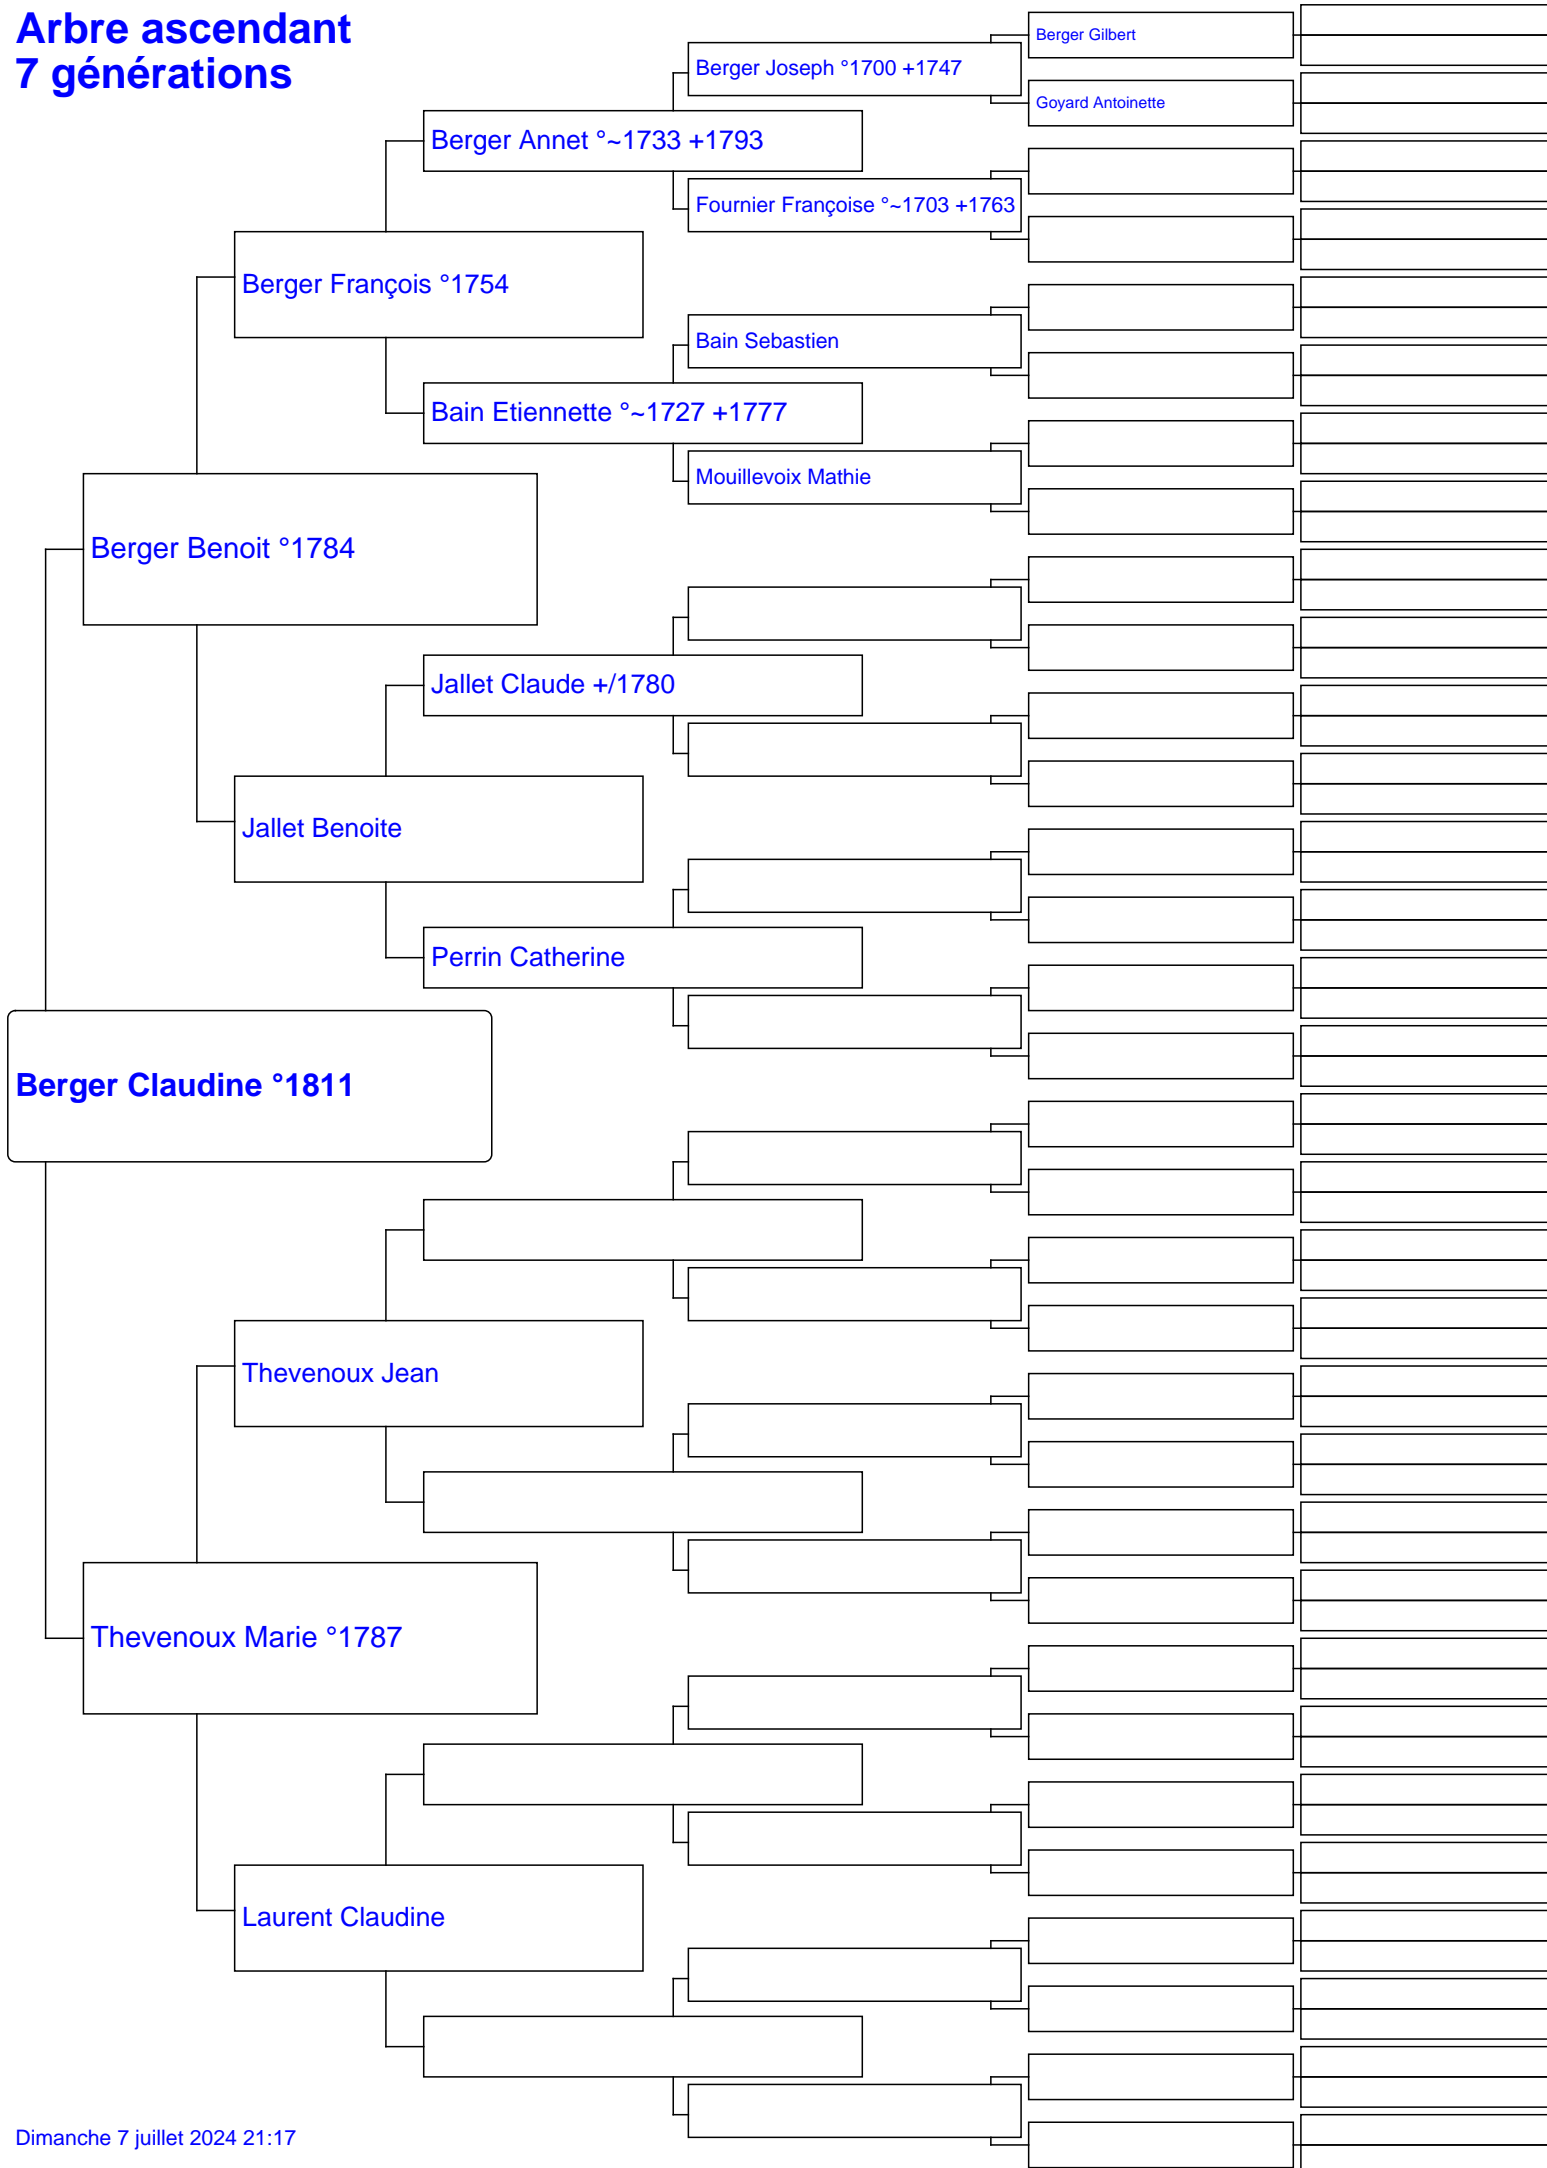 Arbre ascendant
7 générations
Berger Gilbert
Berger Joseph °1700 +1747
Goyard Antoinette
Berger Annet °~1733 +1793
Fournier Françoise °~1703 +1763
Berger François °1754
Bain Sebastien
Bain Etiennette °~1727 +1777
Mouillevoix Mathie
Berger Benoit °1784
Jallet Claude +/1780
Jallet Benoite
Perrin Catherine
Berger Claudine °1811
Thevenoux Jean
Thevenoux Marie °1787
Laurent Claudine
Dimanche 7 juillet 2024 21:17